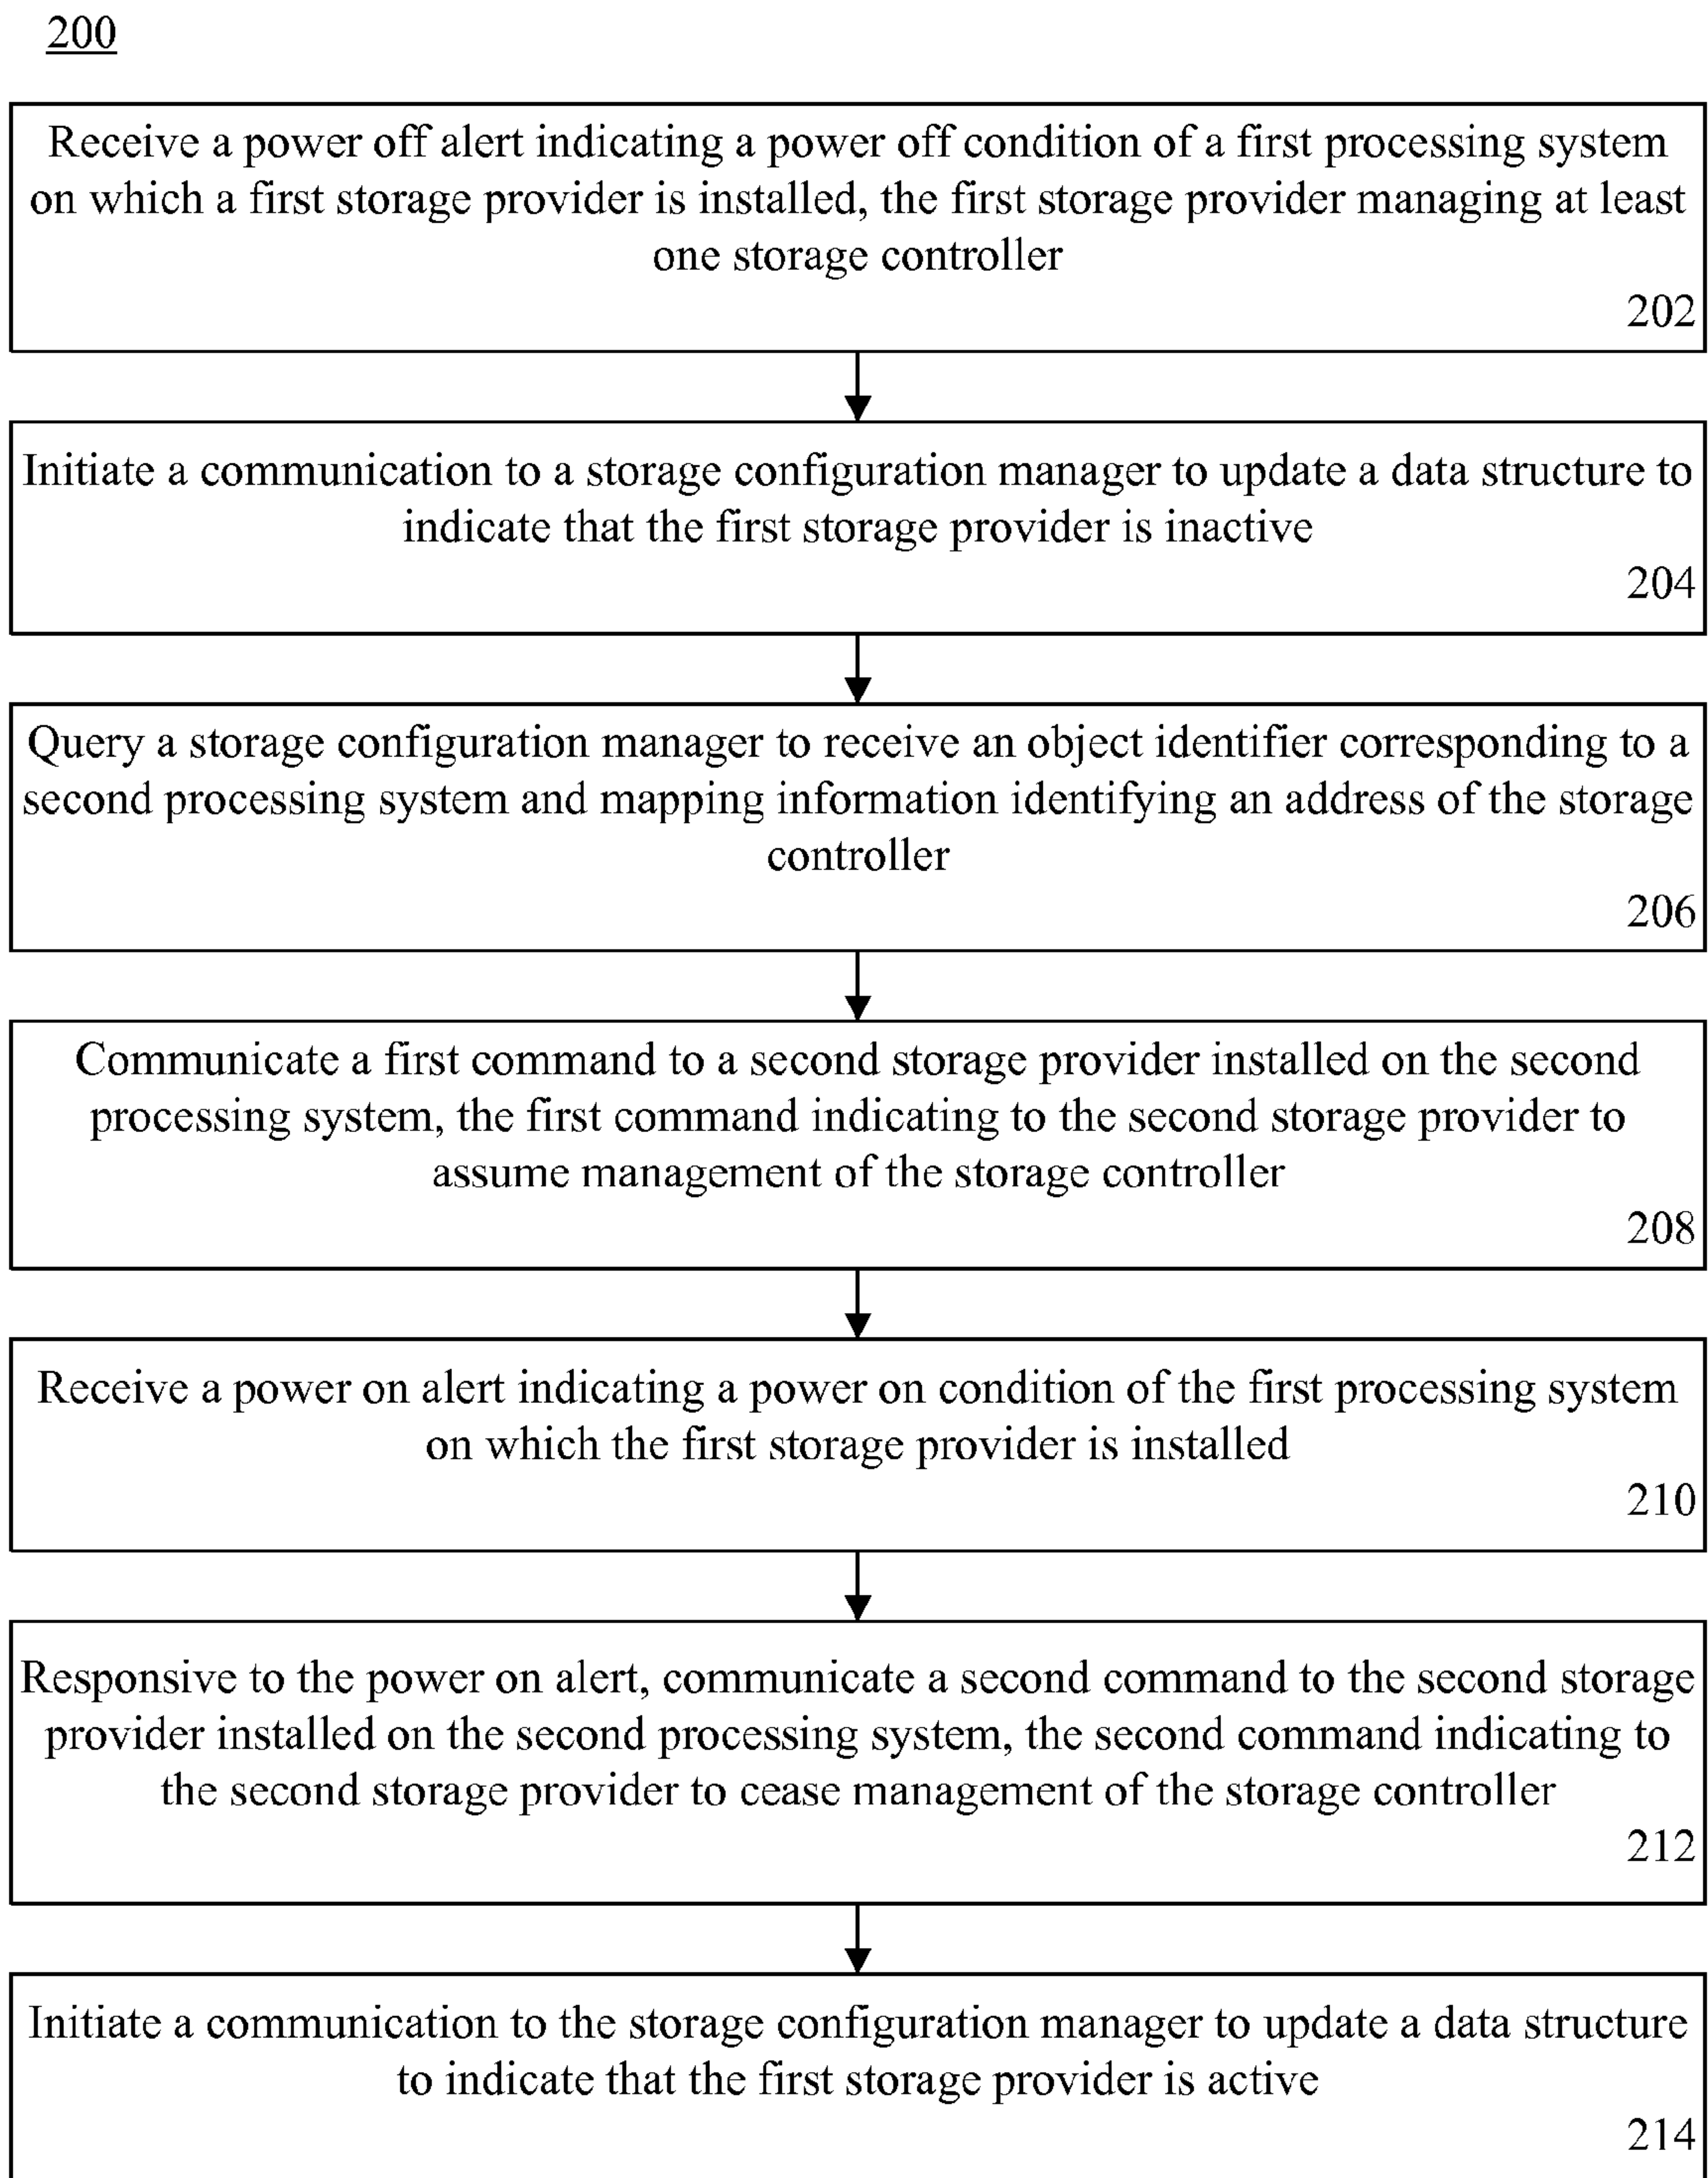 200
Receive a power off alert indicating a power off condition of a first processing system
on which a first storage provider is installed, the first storage provider managing at least
one storage controller
202
Initiate a communication to a storage configuration manager to update a data structure to
indicate that the first storage provider is inactive
204
Query a storage configuration manager to receive an object identifier corresponding to a
second processing system and mapping information identifying an address of the storage
controller
206
Communicate a first command to a second storage provider installed on the second
processing system, the first command indicating to the second storage provider to
assume management of the storage controller
208
Receive a power on alert indicating a power on condition of the first processing system
on which the first storage provider is installed
210
Responsive to the power on alert, communicate a second command to the second storage
provider installed on the second processing system, the second command indicating to
the second storage provider to cease management of the storage controller
212
Initiate a communication to the storage configuration manager to update a data structure
to indicate that the first storage provider is active
214